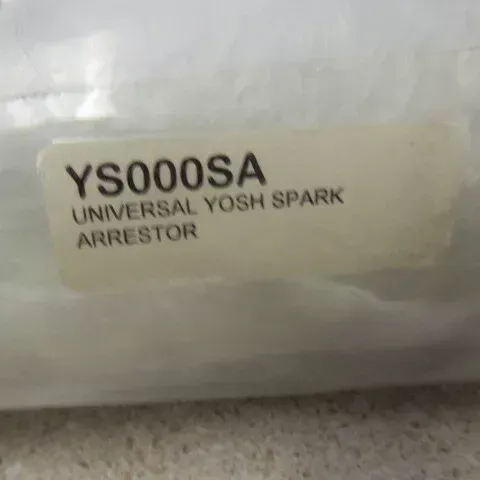 YS000SA
UNIVERSAL YOSH SPARK
ARRESTOR